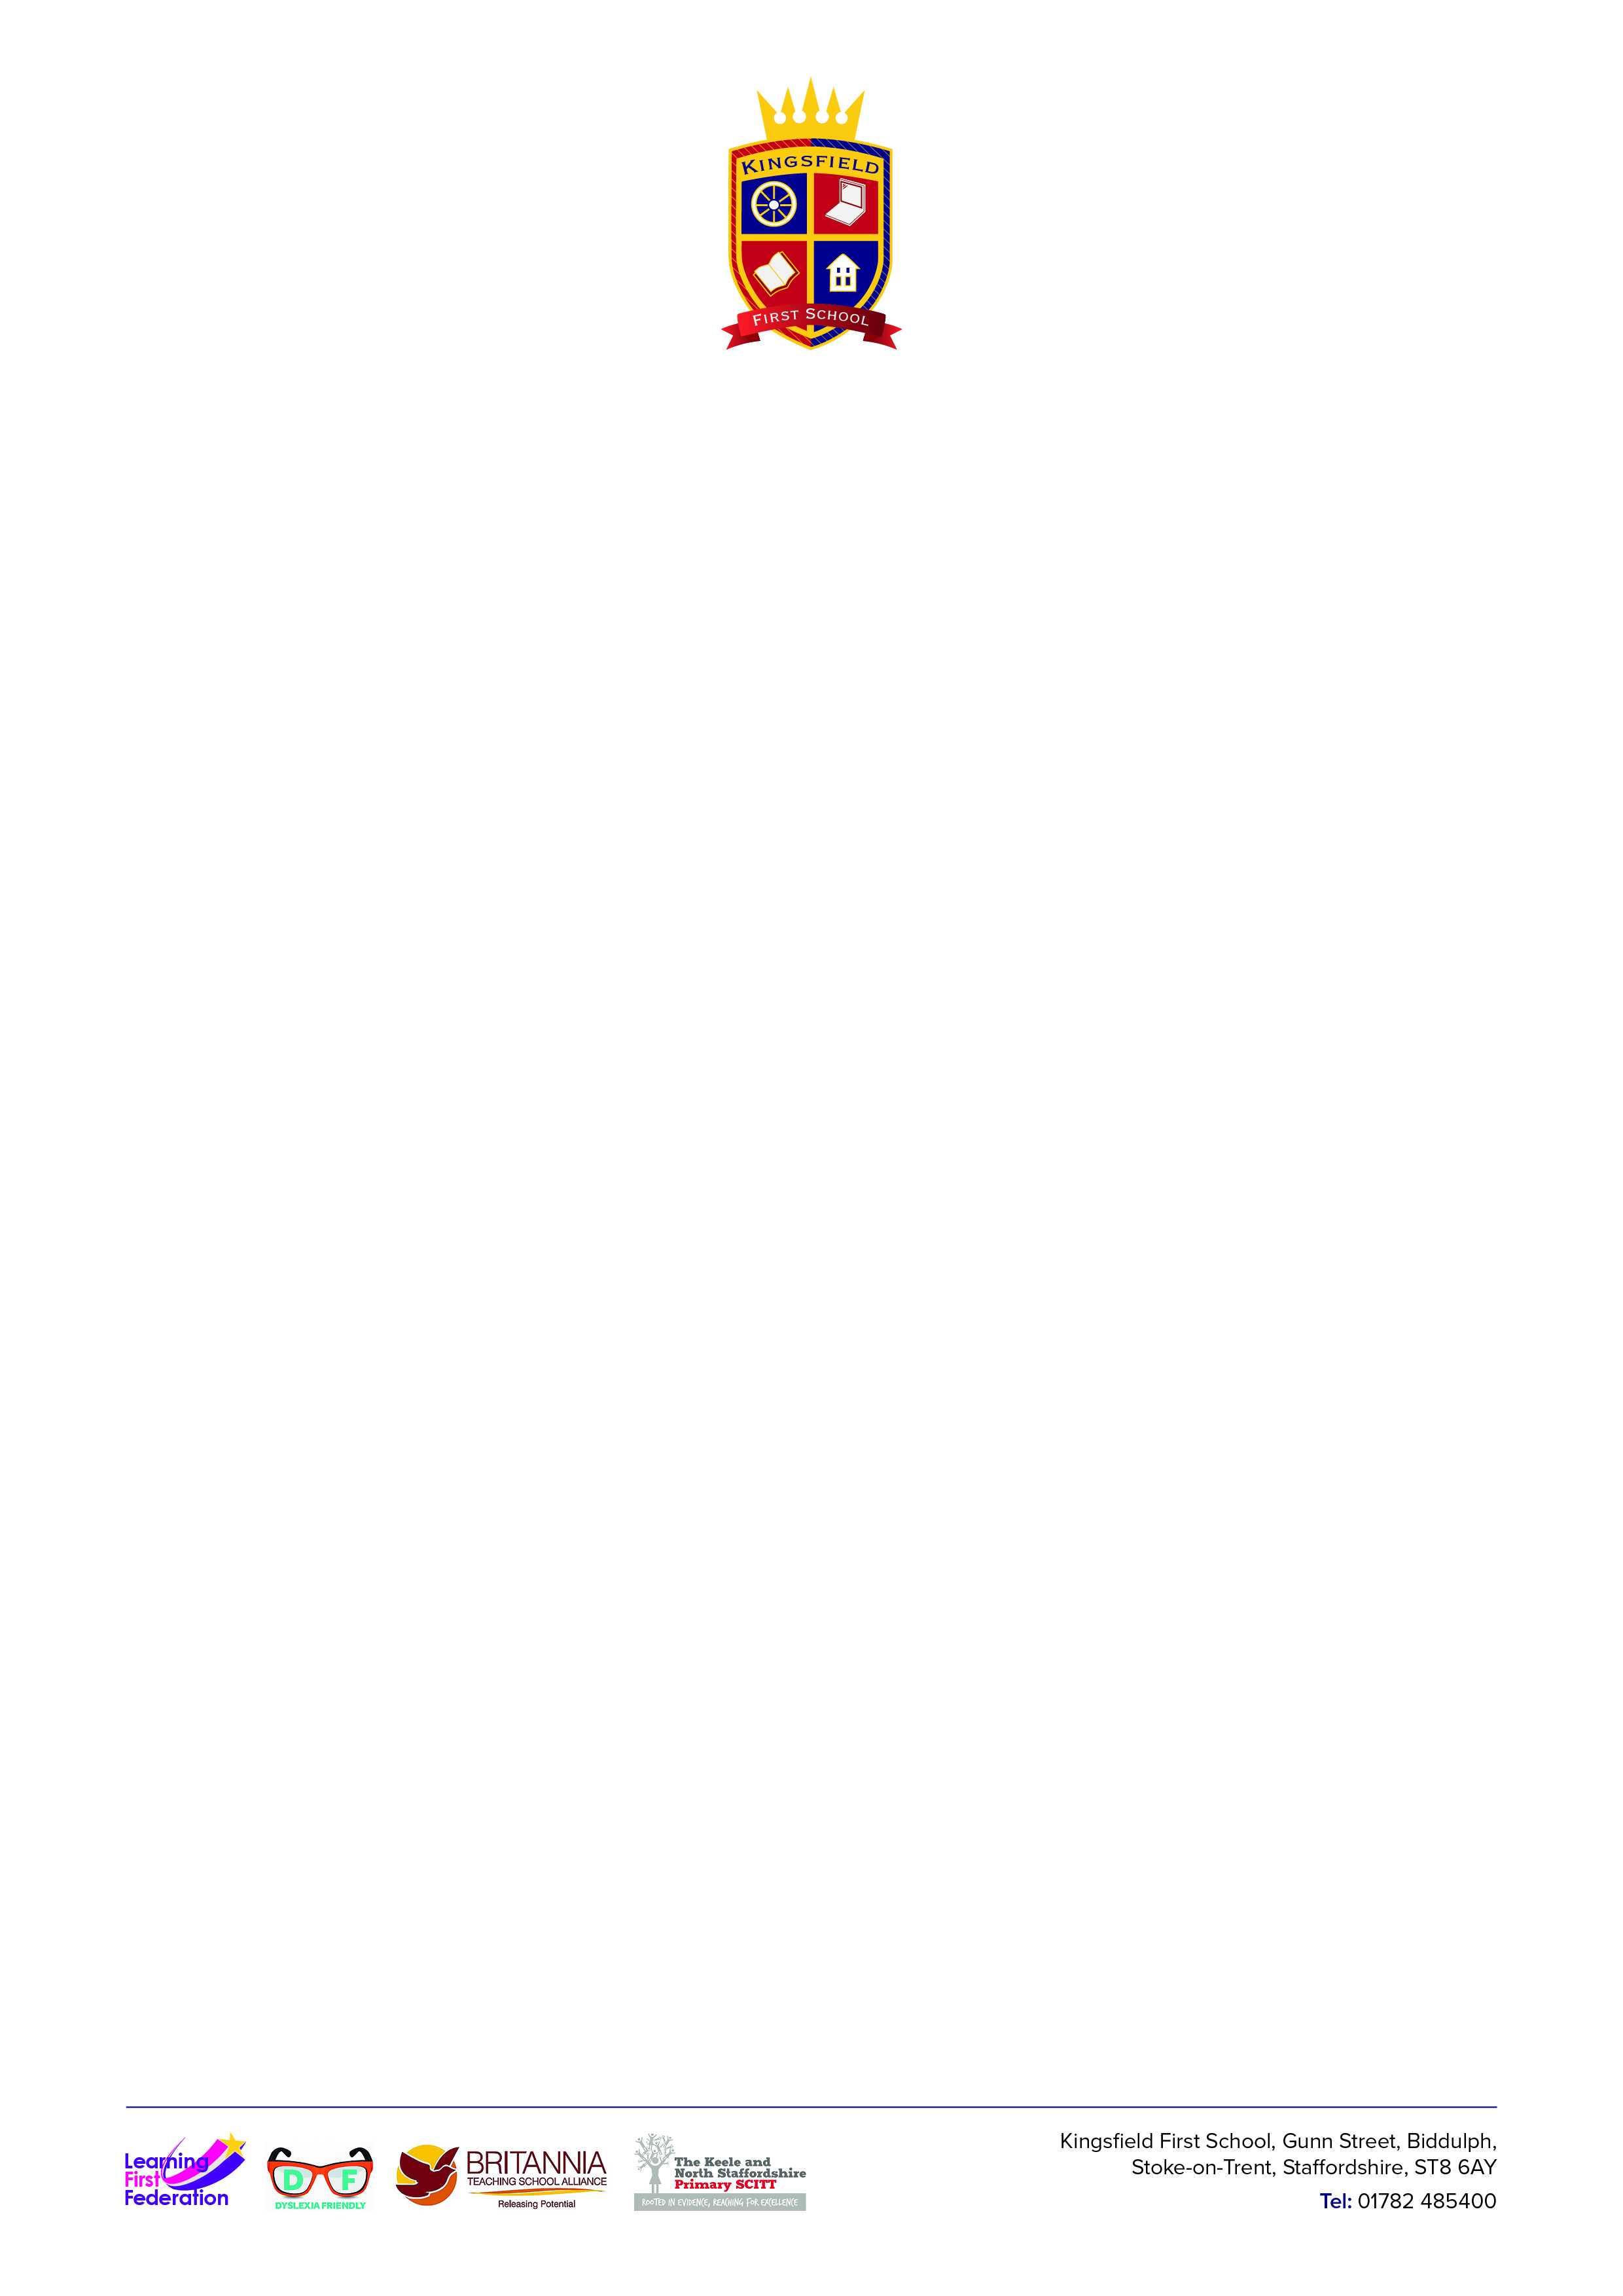 KINGSFIELD
FIRST SCHOOL
Learning
First
Federation
D F
DYSLEXIA FRIENDLY
BRITANNIA
TEACHING SCHOOL ALLIANCE
Releasing Potential
The Keele and
North Staffordshire
Primary SCITT
ROOTED IN EVIDENCE, REACHING FOR EXCELLENCE
Kingsfield First School, Gunn Street, Biddulph,
Stoke-on-Trent, Staffordshire, ST8 6AY
Tel: 01782 485400